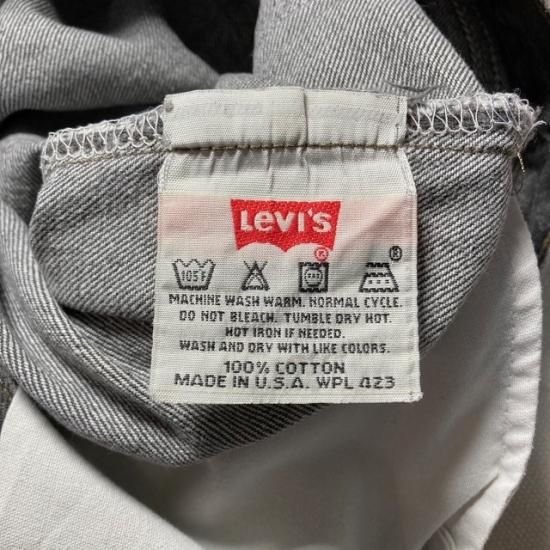 Levi's
®
®
105F
MACHINE WASH WARM. NORMAL CYCLE.
DO NOT BLEACH. TUMBLE DRY HOT.
HOT IRON IF NEEDED.
WASH AND DRY WITH LIKE COLORS.
100% COTTON
MADE IN U.S.A. WPL 423